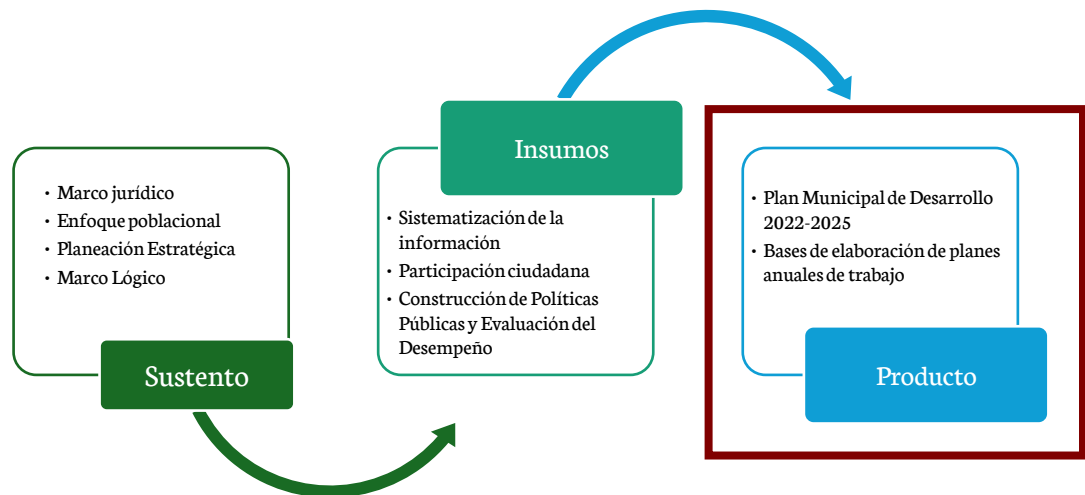 • Marco jurídico
• Enfoque poblacional
• Planeación Estratégica
• Marco Lógico
Sustento
Insumos
• Sistematización de la
información
• Participación ciudadana
• Construcción de Políticas
Públicas y Evaluación del
Desempeño
• Plan Municipal de Desarrollo
2022-2025
• Bases de elaboración de planes
anuales de trabajo
Producto